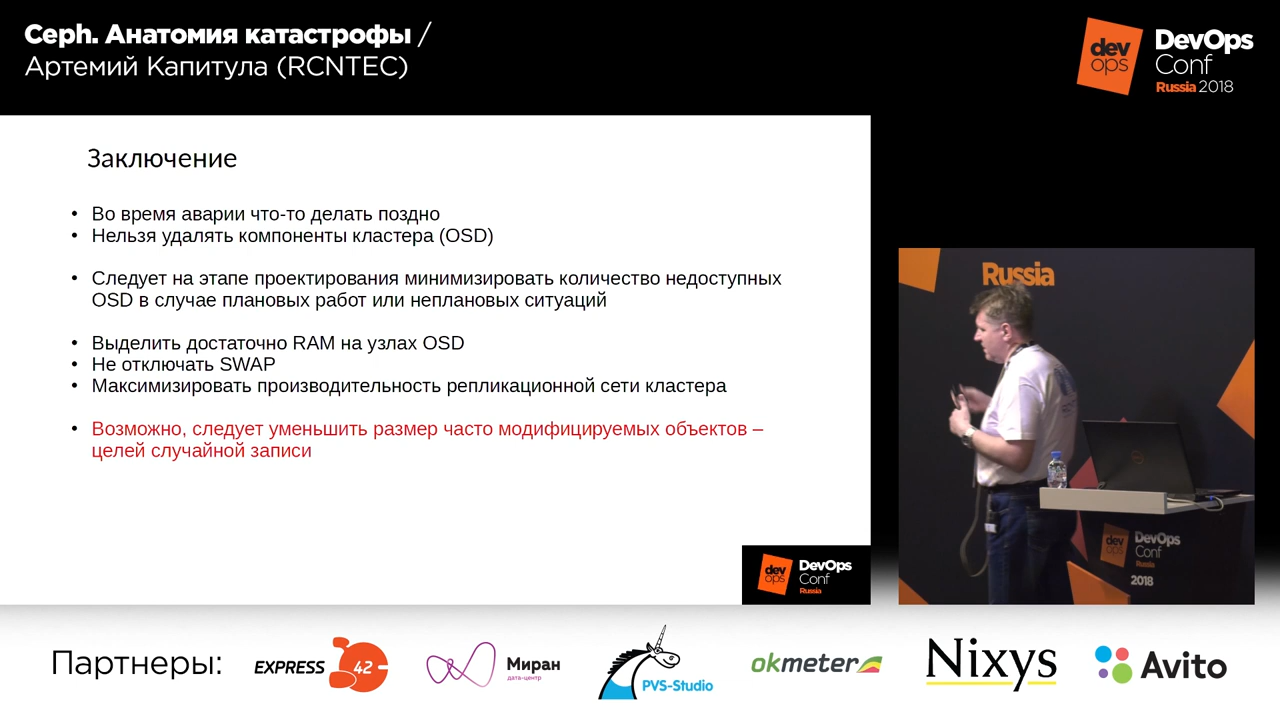 Ceph. Анатомия катастрофы /
Артемий Капитула (RCNTEC)
dev
ops
DevOps
Conf
Russia 2018
Заключение
• Во время аварии что-то делать поздно
• Нельзя удалять компоненты кластера (OSD)
• Следует на этапе проектирования минимизировать количество недоступных
OSD в случае плановых работ или неплановых ситуаций
• Выделить достаточно RAM на узлах OSD
• Не отключать SWAP
• Максимизировать производительность репликационной сети кластера
• Возможно, следует уменьшить размер часто модифицируемых объектов –
целей случайной записи
dev
ops
DevOps
Conf
Russia
Russia
dev
ops
DevOps
Conf
Russia
2018
Партнеры:
EXPRESS 42
Миран
дата-центр
PVS-Studio
okmeter
Nixys
Avito